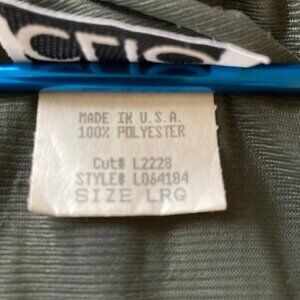 MADE IN U.S.A.
100% POLYESTER
Cut# L2228
STYLE# L064184
SIZE LRG